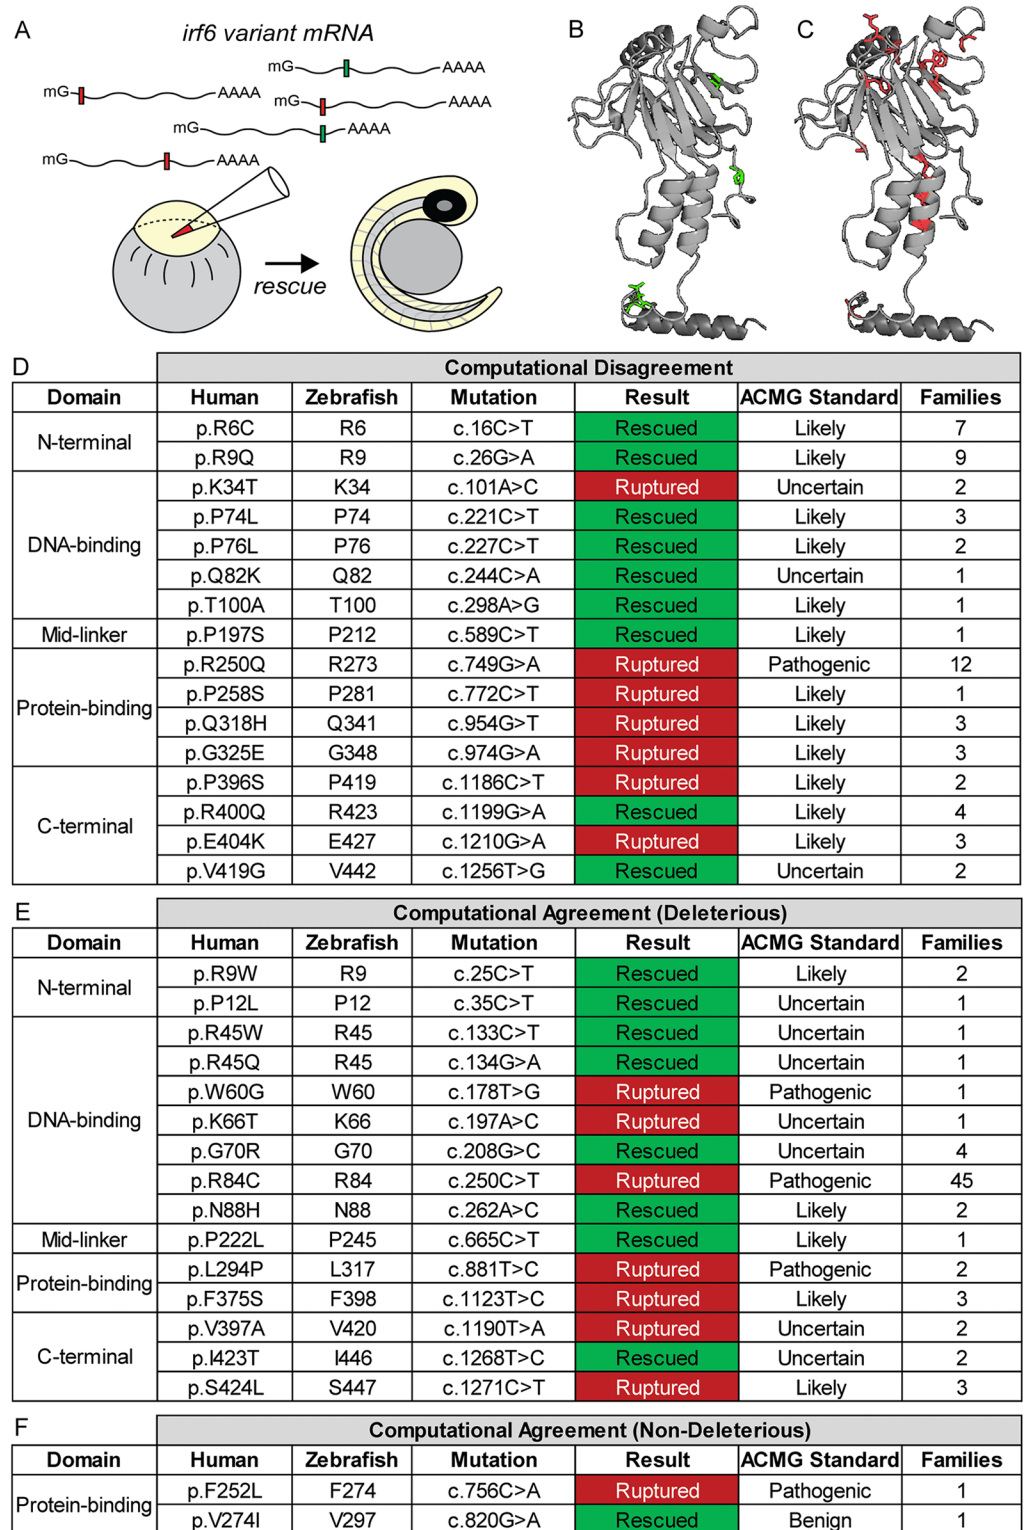 A
irf6 variant mRNA
mG AAAA
mG AAAA
mG AAAA
mG AAAA
mG AAAA
rescue
B
C
D
Computational Disagreement
Domain Human Zebrafish Mutation Result ACMG Standard Families
N-terminal
p.R6C R6 c.16C>T Rescued Likely 7
p.R9Q R9 c.26G>A Rescued Likely 9
DNA-binding
p.K34T K34 c.101A>C Ruptured Uncertain 2
p.P74L P74 c.221C>T Rescued Likely 3
p.P76L P76 c.227C>T Rescued Likely 2
p.Q82K Q82 c.244C>A Rescued Uncertain 1
p.T100A T100 c.298A>G Rescued Likely 1
Mid-linker p.P197S P212 c.589C>T Rescued Likely 1
Protein-binding
p.R250Q R273 c.749G>A Ruptured Pathogenic 12
p.P258S P281 c.772C>T Ruptured Likely 1
p.Q318H Q341 c.954G>T Ruptured Likely 3
p.G325E G348 c.974G>A Ruptured Likely 3
C-terminal
p.P396S P419 c.1186C>T Ruptured Likely 2
p.R400Q R423 c.1199G>A Rescued Likely 4
p.E404K E427 c.1210G>A Ruptured Likely 3
p.V419G V442 c.1256T>G Rescued Uncertain 2
E
Computational Agreement (Deleterious)
Domain Human Zebrafish Mutation Result ACMG Standard Families
N-terminal
p.R9W R9 c.25C>T Rescued Likely 2
p.P12L P12 c.35C>T Rescued Uncertain 1
DNA-binding
p.R45W R45 c.133C>T Rescued Uncertain 1
p.R45Q R45 c.134G>A Rescued Uncertain 1
p.W60G W60 c.178T>G Ruptured Pathogenic 1
p.K66T K66 c.197A>C Ruptured Uncertain 1
p.G70R G70 c.208G>C Rescued Uncertain 4
p.R84C R84 c.250C>T Ruptured Pathogenic 45
p.N88H N88 c.262A>C Rescued Likely 2
Mid-linker p.P222L P245 c.665C>T Rescued Likely 1
Protein-binding
p.L294P L317 c.881T>C Ruptured Pathogenic 2
p.F375S F398 c.1123T>C Ruptured Likely 3
C-terminal
p.V397A V420 c.1190T>A Ruptured Uncertain 2
p.I423T I446 c.1268T>C Rescued Uncertain 2
p.S424L S447 c.1271C>T Ruptured Likely 3
F
Computational Agreement (Non-Deleterious)
Domain Human Zebrafish Mutation Result ACMG Standard Families
Protein-binding
p.F252L F274 c.756C>A Ruptured Pathogenic 1
p.V274I V297 c.820G>A Rescued Benign 1